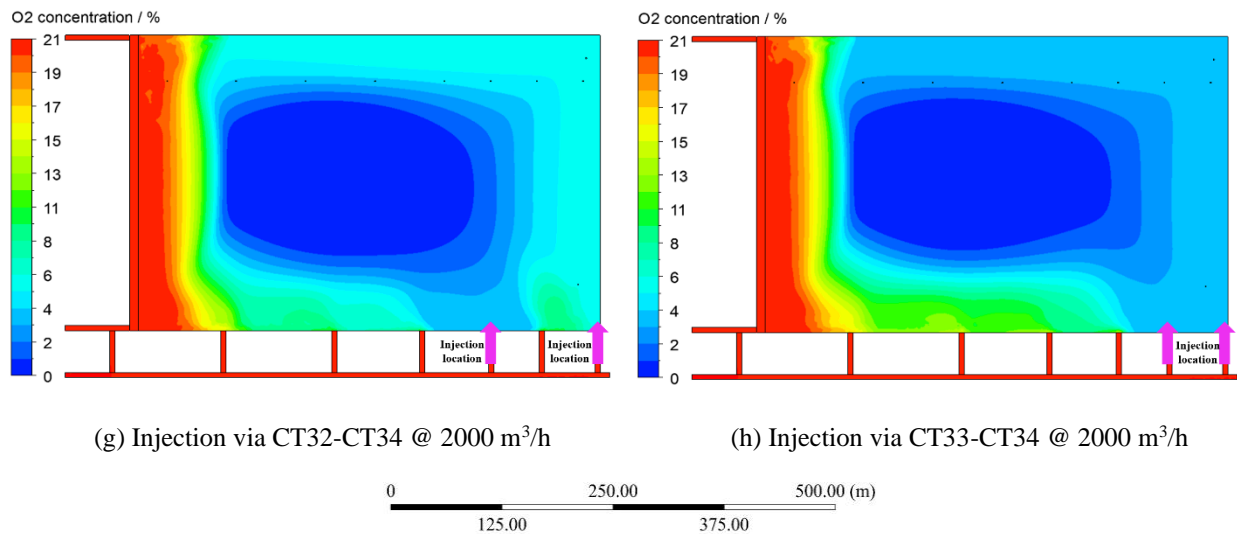 O2 concentration / %
21
19
17
15
13
11
9
8
6
4
2
0
Injection
location
Injection
location
O2 concentration / %
21
19
17
15
13
11
9
8
6
4
2
0
Injection
location
(g) Injection via CT32-CT34 @ 2000 m³/h
(h) Injection via CT33-CT34 @ 2000 m³/h
0 250.00 500.00 (m)
125.00 375.00